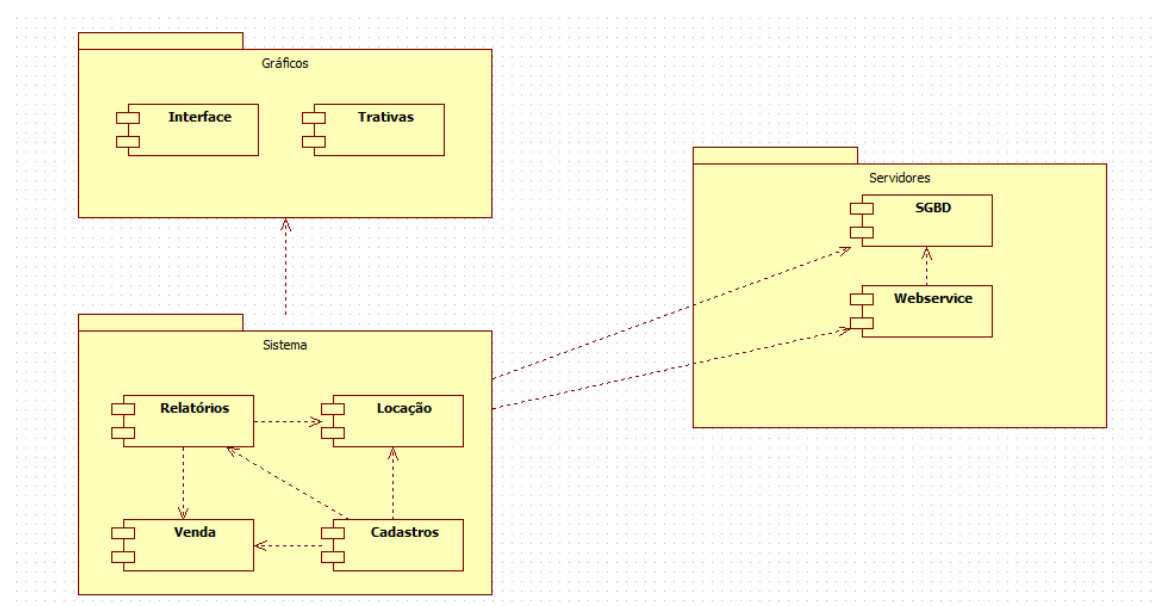 Gráficos
Interface
Trativas
Servidores
SGBD
Webservice
Sistema
Relatórios
Locação
Venda
Cadastros